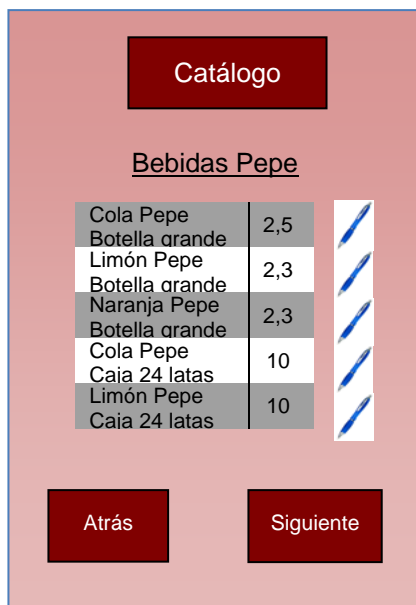 Catálogo
Bebidas Pepe
Cola Pepe
Botella grande
2,5
Limón Pepe
Botella grande
2,3
Naranja Pepe
Botella grande
2,3
Cola Pepe
Caja 24 latas
10
Limón Pepe
Caja 24 latas
10
Atrás
Siguiente